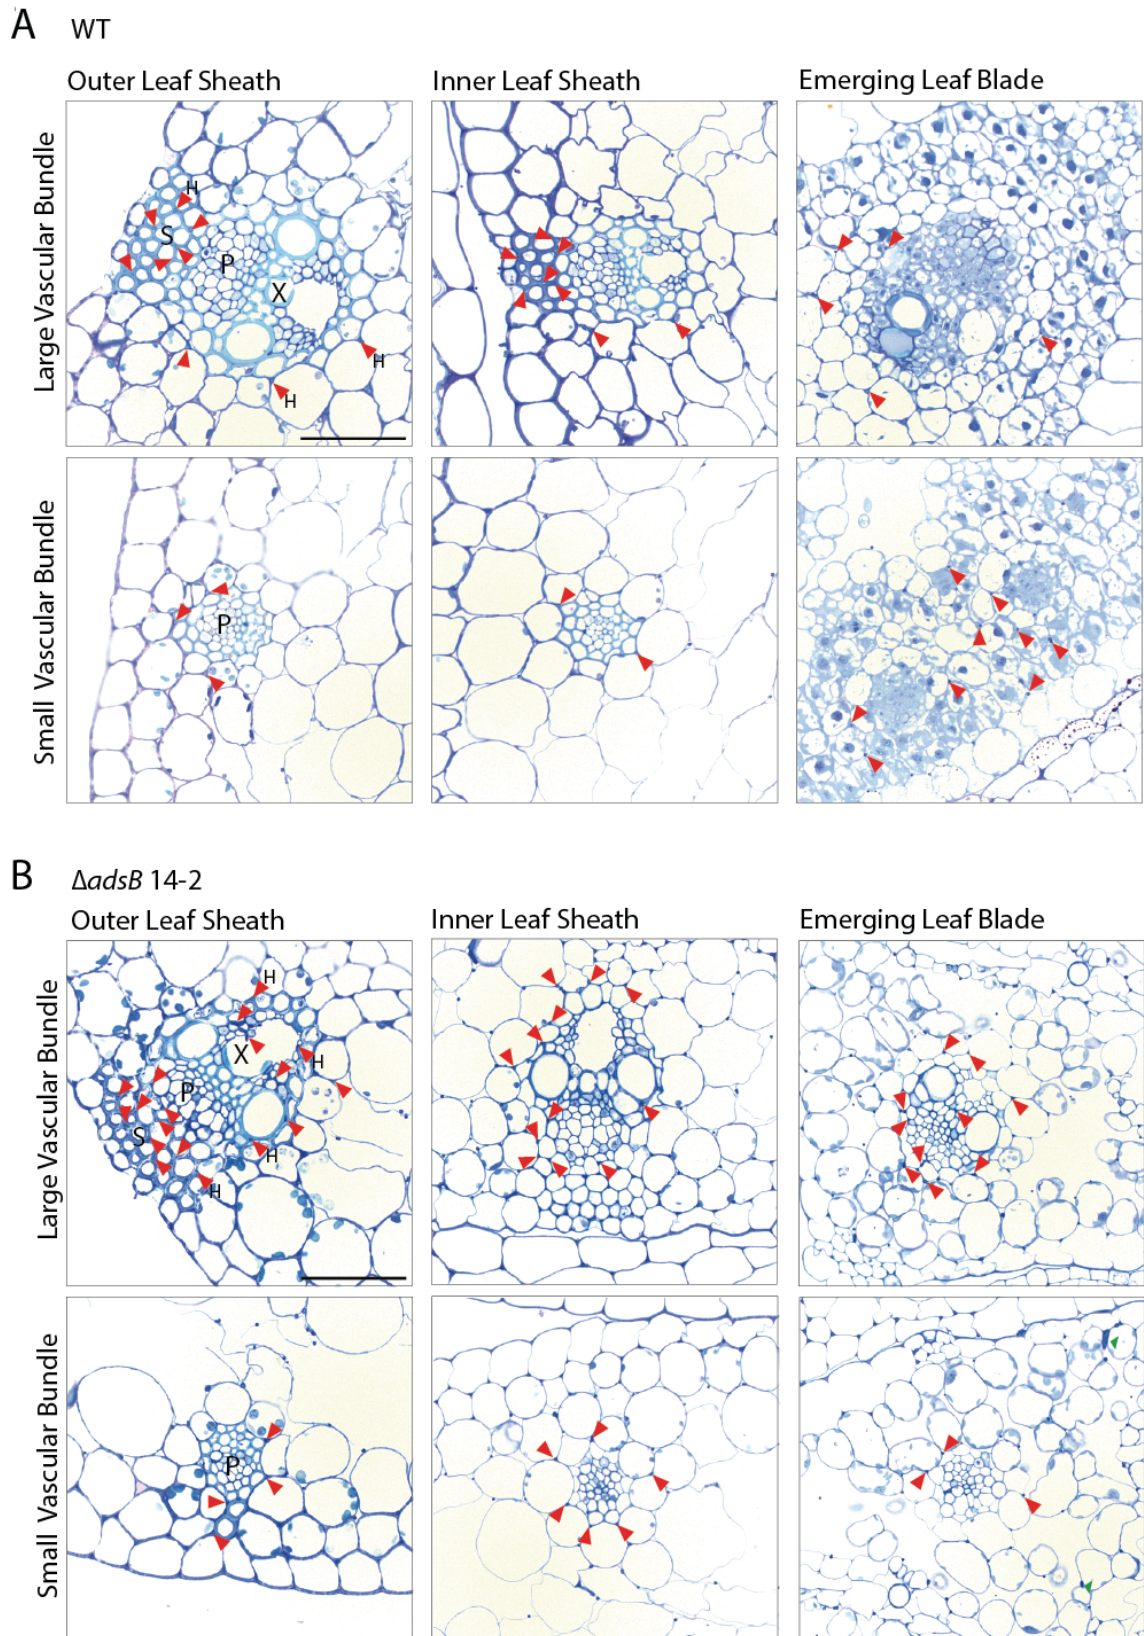 A WT
Outer Leaf Sheath Inner Leaf Sheath Emerging Leaf Blade
Large Vascular Bundle
H
S
P
X
H
H
Small Vascular Bundle
P
B ΔadsB 14-2
Outer Leaf Sheath Inner Leaf Sheath Emerging Leaf Blade
Large Vascular Bundle
H
X
H
P
S
H
H
Small Vascular Bundle
P